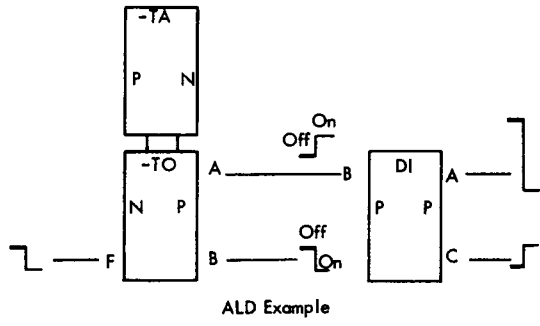 -TA
P N
On
Off
-TO
A B DI A
N P P P
Off
F B On C
ALD Example